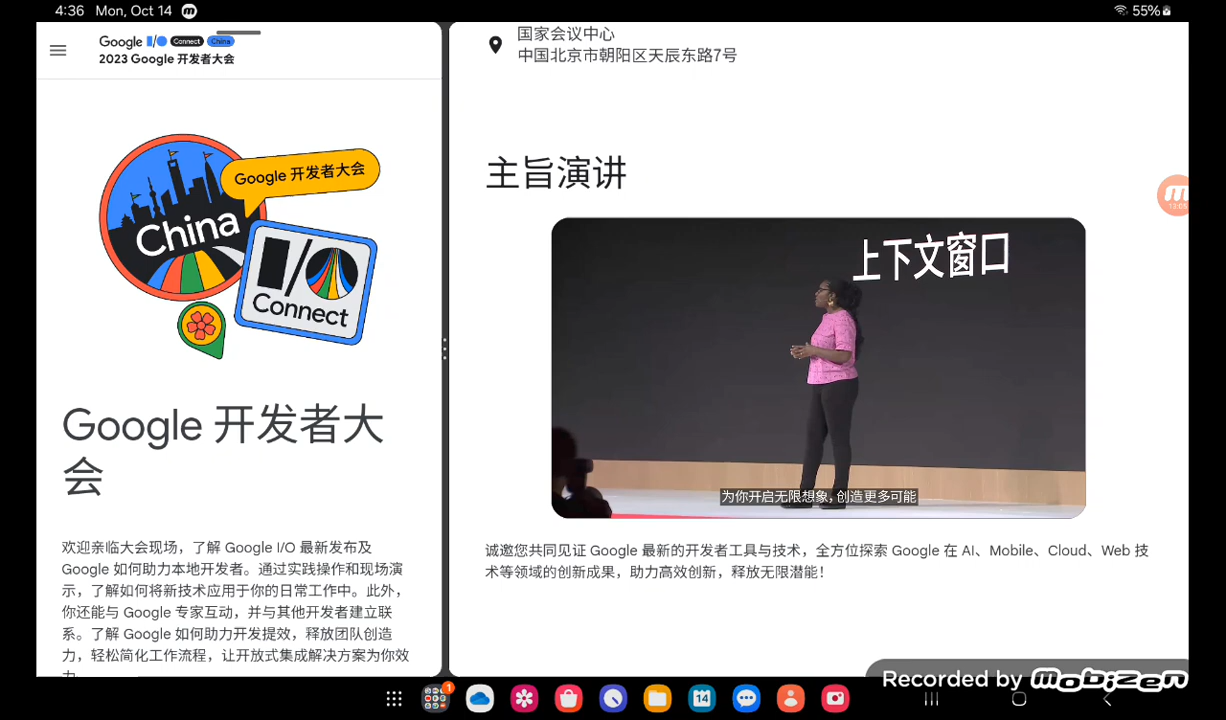 4:36 Mon, Oct 14
55%
Google I/O Connect China
2023 Google 开发者大会
Google 开发者大会
China
I/O
Connect
Google 开发者大
会
欢迎亲临大会现场，了解 Google I/O 最新发布及
Google 如何助力本地开发者。通过实践操作和现场演
示，了解如何将新技术应用于你的日常工作中。此外，
你还能与 Google 专家互动，并与其他开发者建立联
系。了解 Google 如何助力开发提效，释放团队创造
力，轻松简化工作流程，让开放式集成解决方案为你效
国家会议中心
中国北京市朝阳区天辰东路7号
主旨演讲
上下文窗口
为你开启无限想象，创造更多可能
诚邀您共同见证 Google 最新的开发者工具与技术，全方位探索 Google 在 AI、Mobile、Cloud、Web 技
术等领域的创新成果，助力高效创新，释放无限潜能！
1
14
Recorded by mobizen